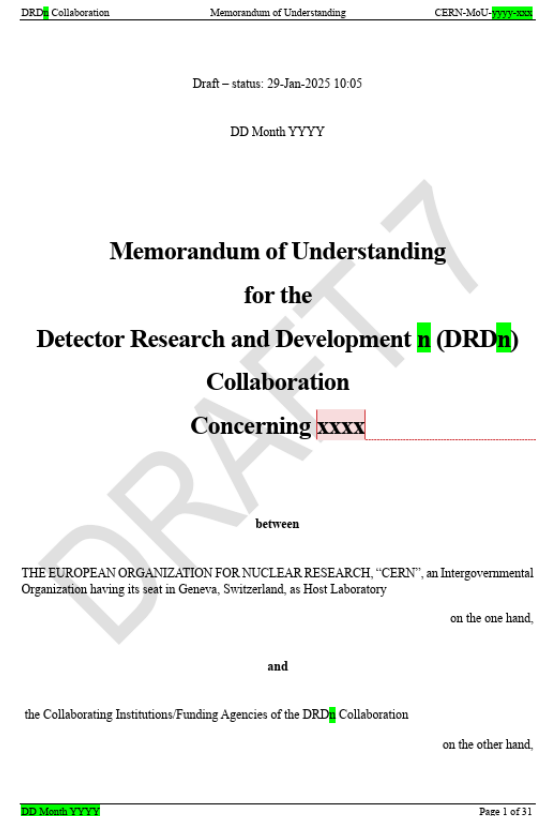 DRDn Collaboration Memorandum of Understanding CERN-MoU-yyyy-xxx
Draft – status: 29-Jan-2025 10:05
DD Month YYYY
DRAFT 7
Memorandum of Understanding
for the
Detector Research and Development n (DRDn)
Collaboration
Concerning xxxx
between
THE EUROPEAN ORGANIZATION FOR NUCLEAR RESEARCH, “CERN”, an Intergovernmental
Organization having its seat in Geneva, Switzerland, as Host Laboratory
on the one hand,
and
the Collaborating Institutions/Funding Agencies of the DRDn Collaboration
on the other hand,
DD Month YYYY Page 1 of 31